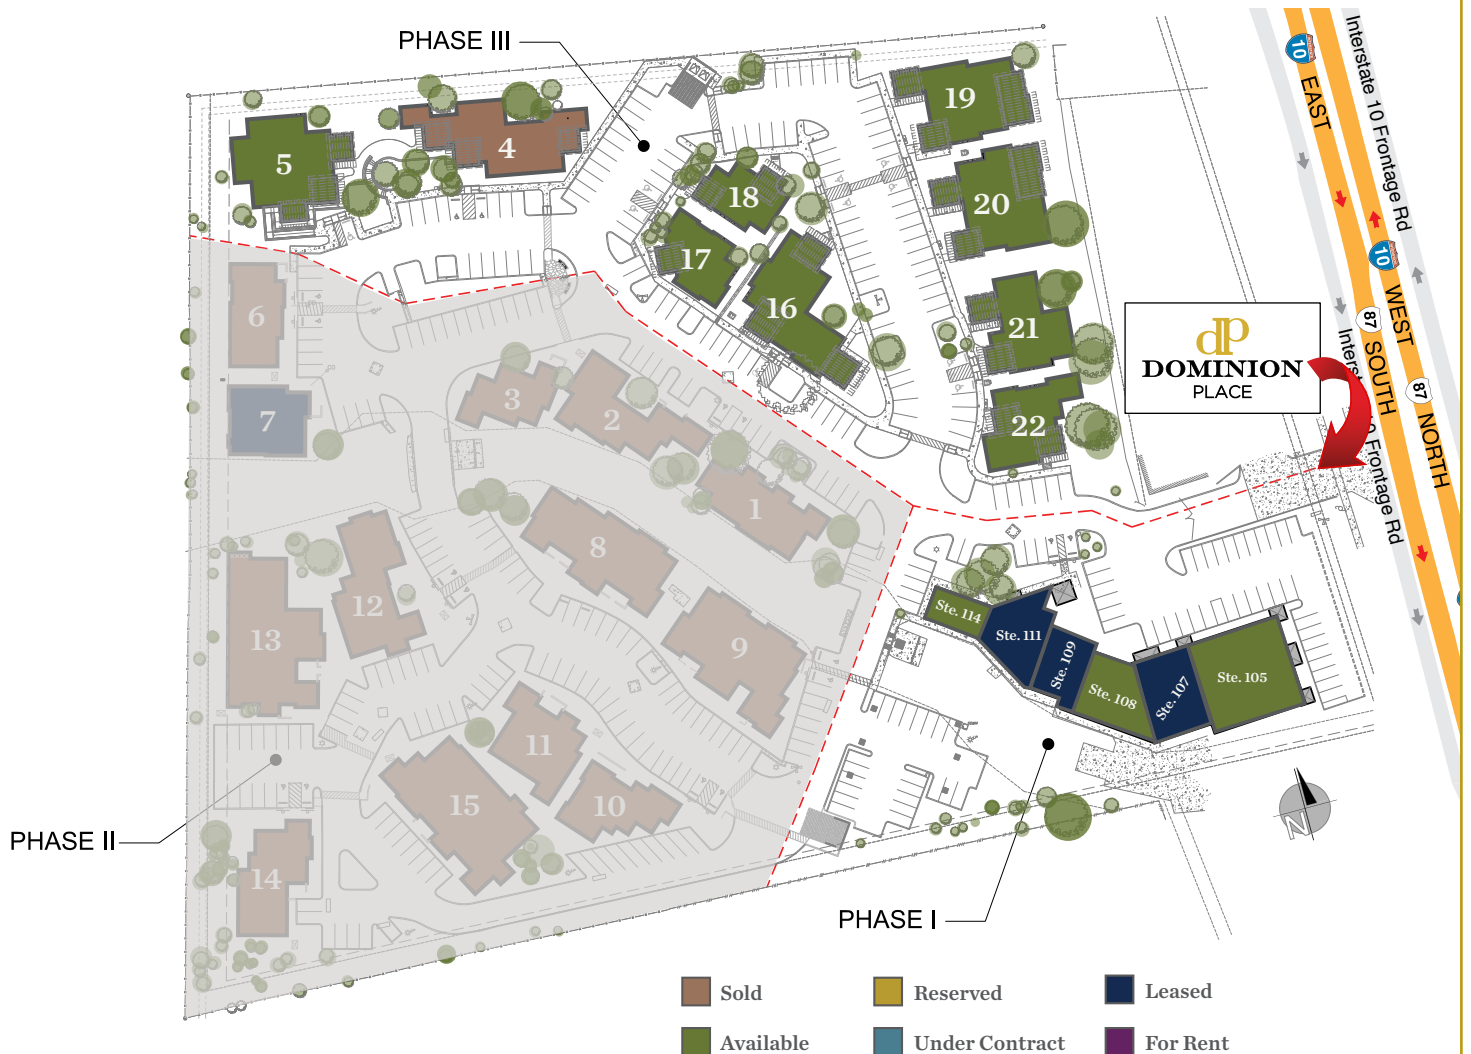 PHASE III
10
EAST
Interstate 10 Frontage Rd
19
4
5
18
20
17
16
10
WEST
6
21
87
SOUTH
dp
DOMINION
PLACE
3
7
2
22
87
NORTH
Interst
0 Frontage Rd
1
8
12
13
Ste. 114
Ste. 111
9
Ste. 109
Ste. 108
Ste. 107
Ste. 105
11
15
10
PHASE II
N
14
PHASE I
Sold
Reserved
Leased
Available
Under Contract
For Rent